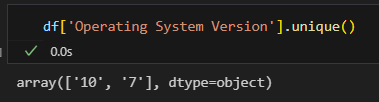 df['Operating System Version'].unique()
0.0s
array(['10', '7'], dtype=object)